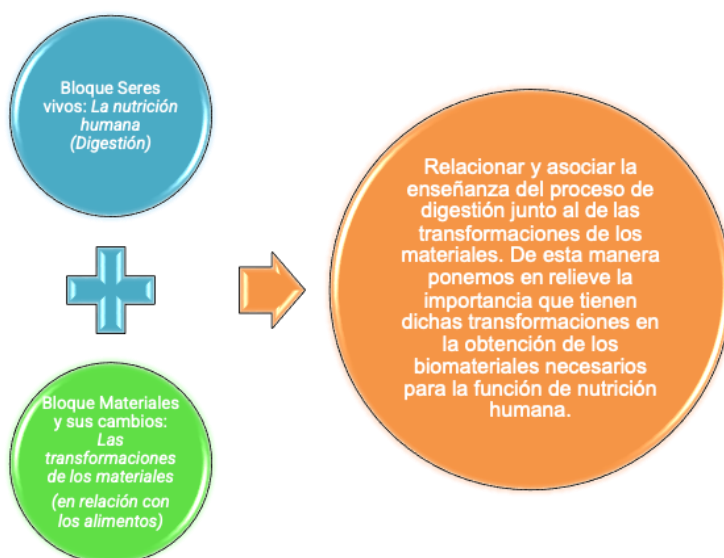 Bloque Seres
vivos: La nutrición
humana
(Digestión)
Bloque Materiales
y sus cambios:
Las
transformaciones
de los materiales
(en relación con
los alimentos)
Relacionar y asociar la
enseñanza del proceso de
digestión junto al de las
transformaciones de los
materiales. De esta manera
ponemos en relieve la
importancia que tienen
dichas transformaciones en
la obtención de los
biomateriales necesarios
para la función de nutrición
humana.